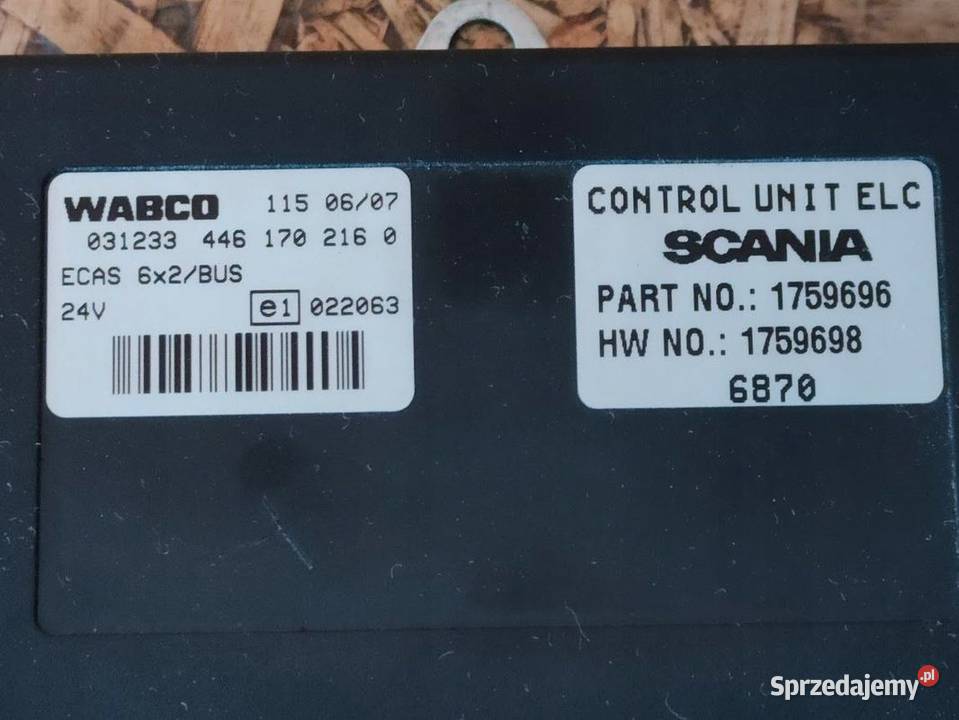 WABCO 115 06/07
031233 446 170 216 0
ECAS 6x2/BUS
24V e1 022063
CONTROL UNIT ELC
SCANIA
PART NO.: 1759696
HW NO.: 1759698
6870
Sprzedajemy.pl